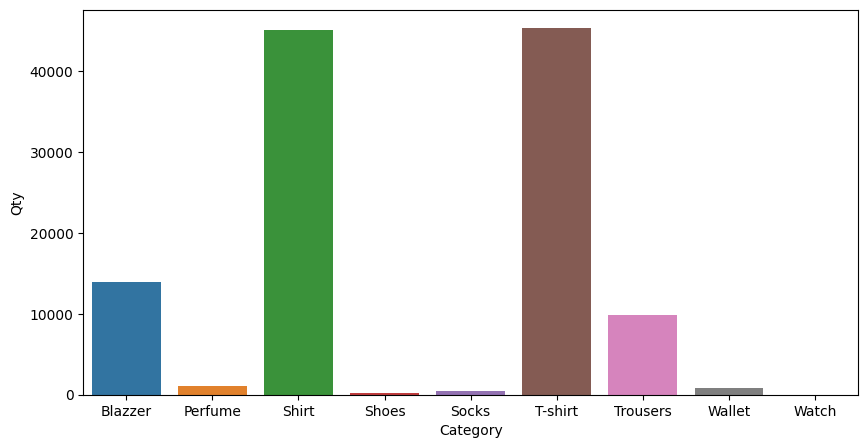 40000
30000
20000
10000
0
Qty
Blazzer Perfume Shirt Shoes Socks T-shirt Trousers Wallet Watch
Category